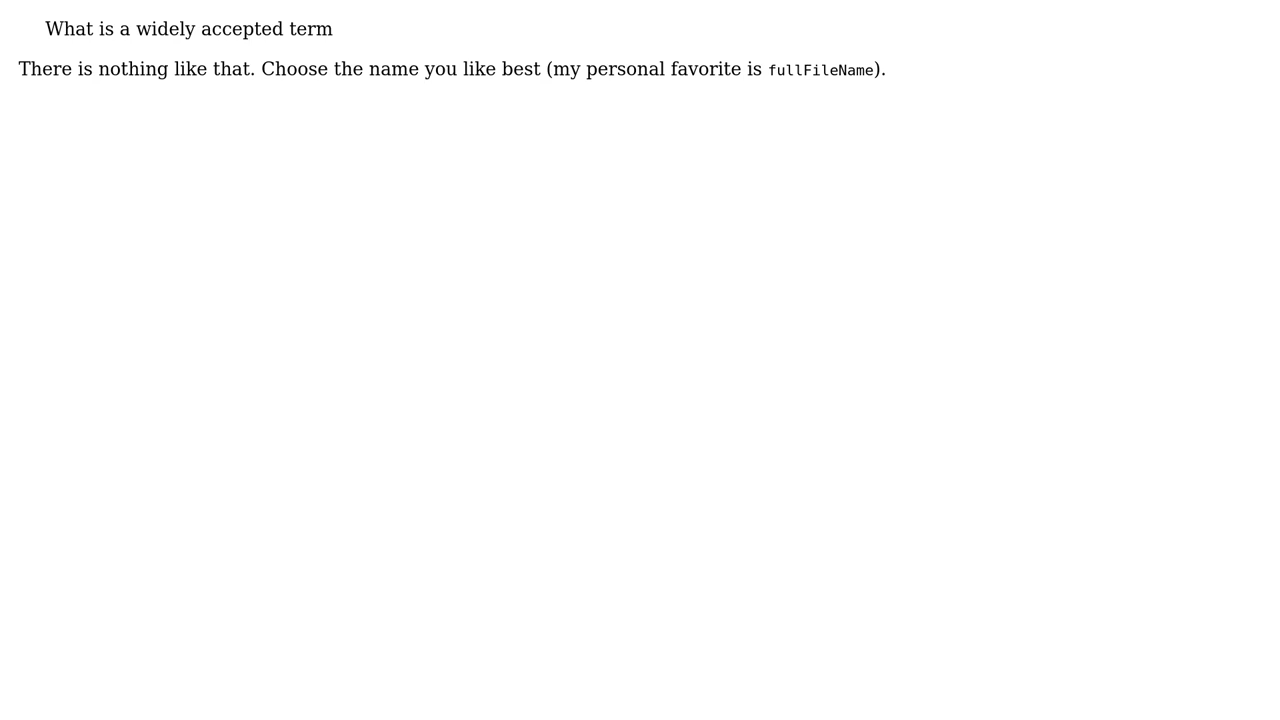 What is a widely accepted term
There is nothing like that. Choose the name you like best (my personal favorite is fullFileName).